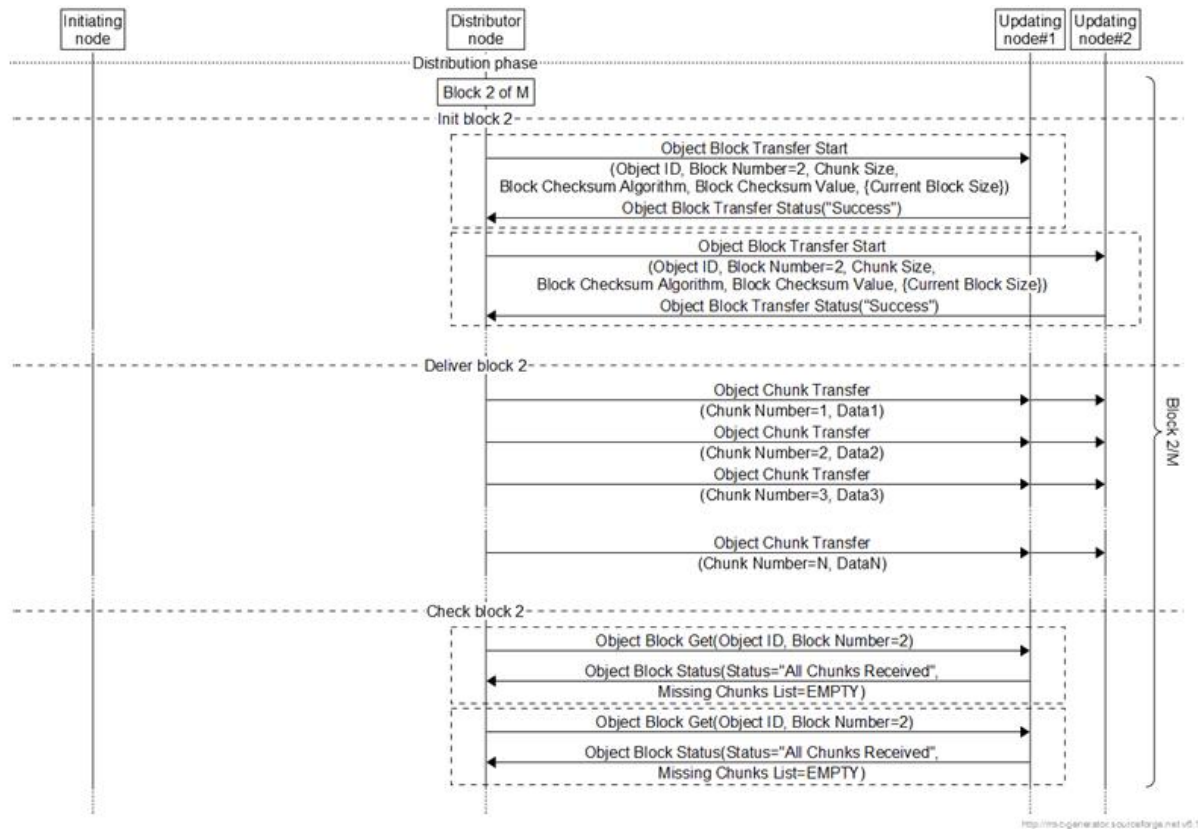 Initiating
node
Distributor
node
Updating
node#1
Updating
node#2
Distribution phase
Block 2 of M
Init block 2
Object Block Transfer Start
(Object ID, Block Number=2, Chunk Size,
Block Checksum Algorithm, Block Checksum Value, {Current Block Size})
Object Block Transfer Status("Success")
Object Block Transfer Start
(Object ID, Block Number=2, Chunk Size,
Block Checksum Algorithm, Block Checksum Value, {Current Block Size})
Object Block Transfer Status("Success")
Deliver block 2
Object Chunk Transfer
(Chunk Number=1, Data1)
Object Chunk Transfer
(Chunk Number=2, Data2)
Object Chunk Transfer
(Chunk Number=3, Data3)
Object Chunk Transfer
(Chunk Number=N, DataN)
Block 2/M
Check block 2
Object Block Get(Object ID, Block Number=2)
Object Block Status(Status="All Chunks Received",
Missing Chunks List=EMPTY)
Object Block Get(Object ID, Block Number=2)
Object Block Status(Status="All Chunks Received",
Missing Chunks List=EMPTY)